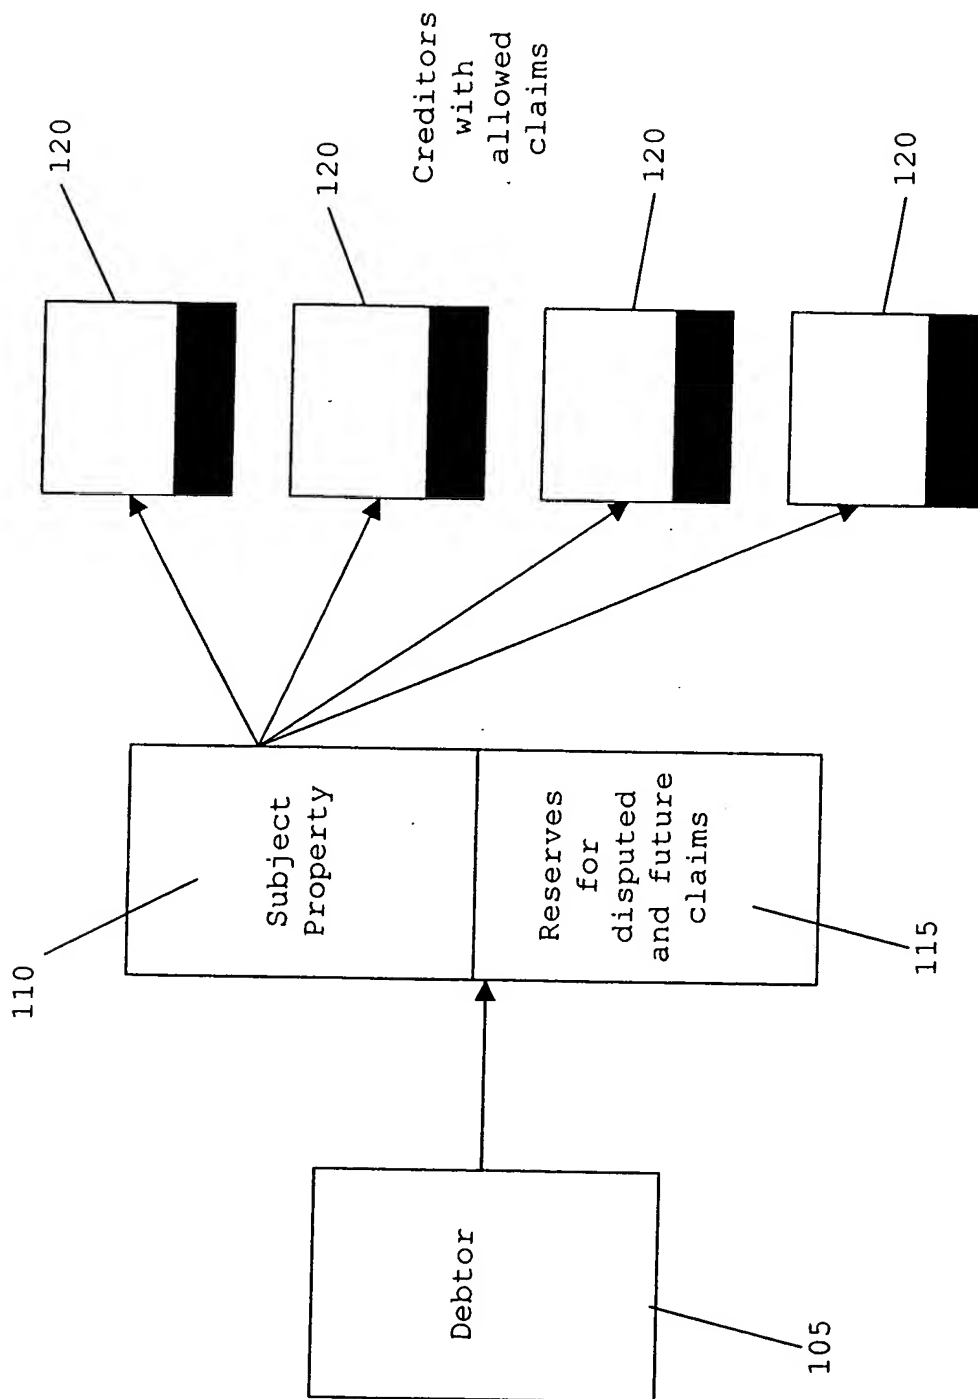 Debtor
105
110
Subject
Property
Reserves
for
disputed
and future
claims
115
120
120
Creditors
with
allowed
claims
120
120